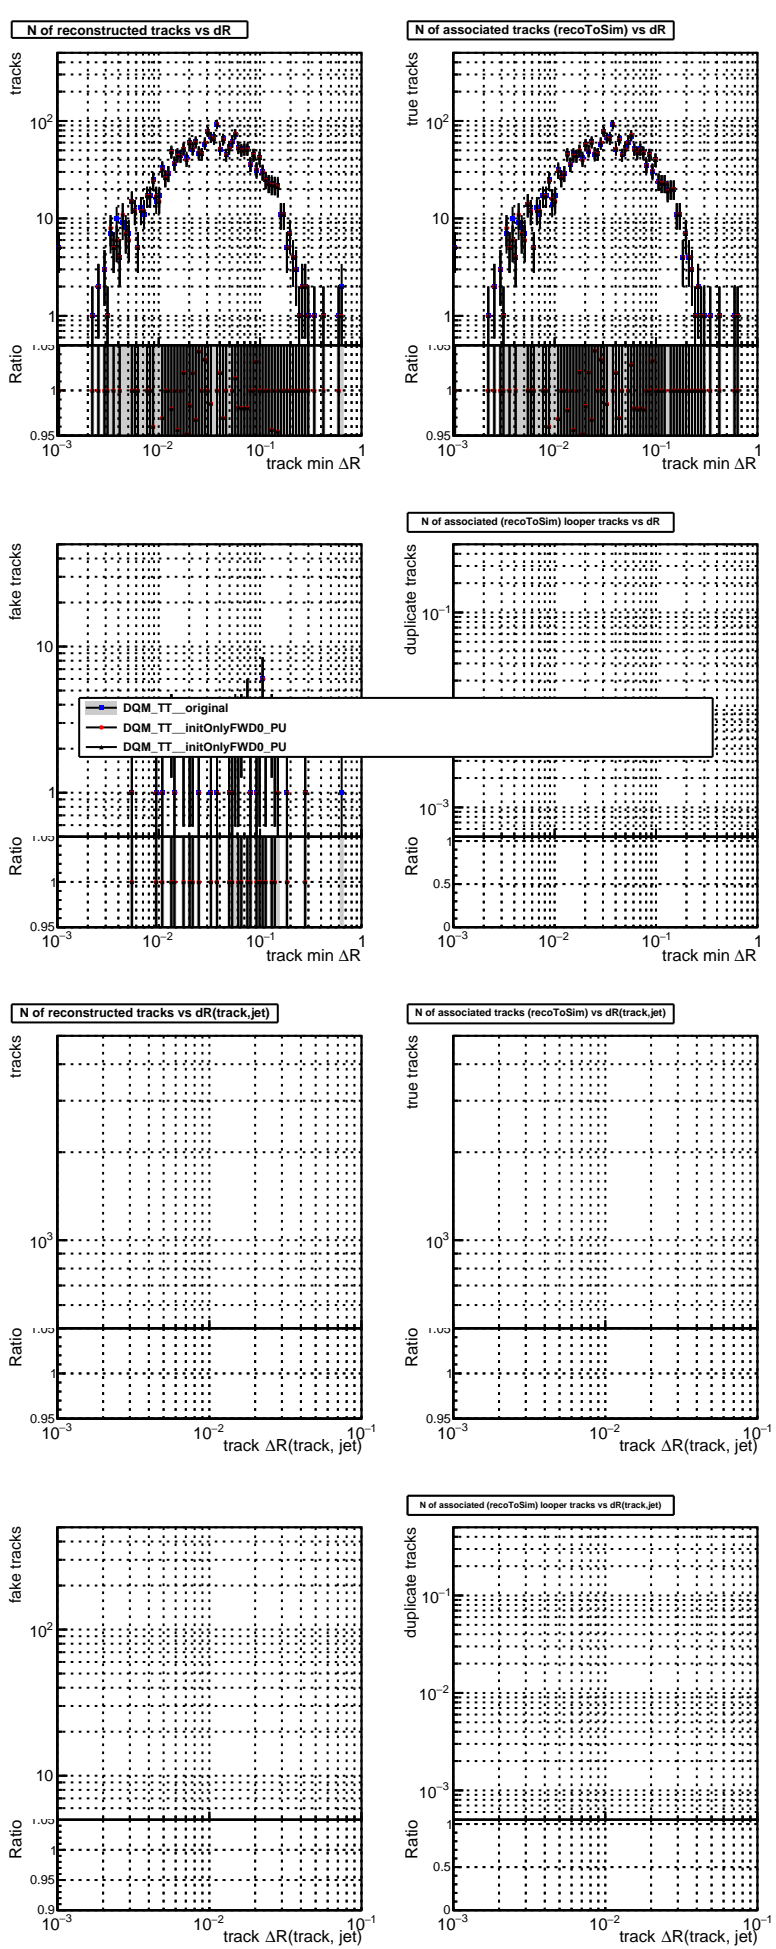 N of reconstructed tracks vs dR
tracks
10²
10
1
Ratio
1.05
1
0.95
10⁻³
10⁻²
10⁻¹
1
track min ΔR
N of associated tracks (recoToSim) vs dR
true tracks
10²
10
1
Ratio
1.05
1
0.95
10⁻³
10⁻²
10⁻¹
1
track min ΔR
fake tracks
10
1
Ratio
1.05
1
0.95
10⁻³
10⁻²
10⁻¹
1
track min ΔR
N of associated (recoToSim) looper tracks vs dR
duplicate tracks
10⁻¹
10⁻³
Ratio
1
0.5
0
10⁻³
10⁻²
10⁻¹
1
track min ΔR
DQM_TT__original
DQM_TT__initOnlyFWD0_PU
DQM_TT__initOnlyFWD0_PU
N of reconstructed tracks vs dR(track,jet)
tracks
10³
Ratio
1.05
1
0.95
10⁻³
10⁻²
10⁻¹
track ΔR(track, jet)
N of associated tracks (recoToSim) vs dR(track,jet)
true tracks
10³
Ratio
1.05
1
0.95
10⁻³
10⁻²
10⁻¹
track ΔR(track, jet)
fake tracks
10²
10
Ratio
1.05
1
0.95
0.9
10⁻³
10⁻²
10⁻¹
track ΔR(track, jet)
N of associated (recoToSim) looper tracks vs dR(track,jet)
duplicate tracks
10⁻¹
10⁻²
10⁻³
Ratio
1
0.5
0
10⁻³
10⁻²
10⁻¹
track ΔR(track, jet)